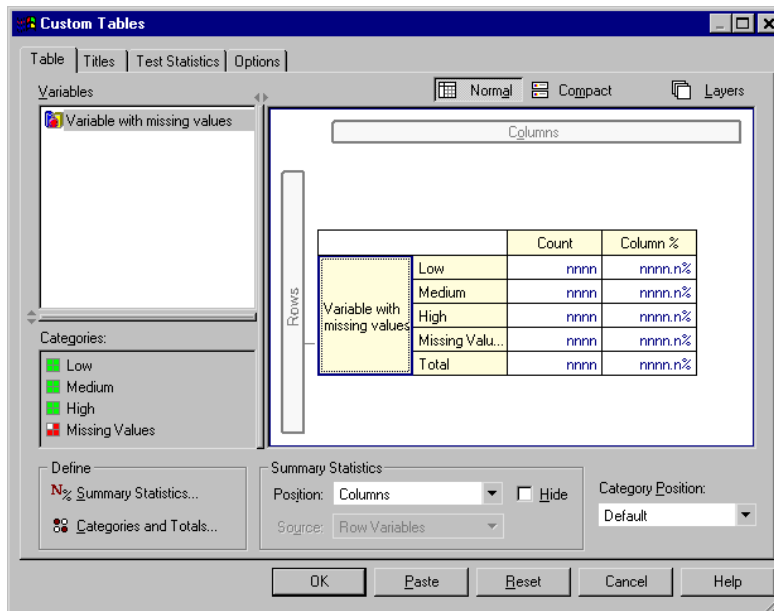 Custom Tables
Table Titles Test Statistics Options
Variables
Normal Compact Layers
Variable with missing values
Columns
Rows
Count Column %
Variable with missing values
Low nnnn nnnn.n%
Medium nnnn nnnn.n%
High nnnn nnnn.n%
Missing Valu... nnnn nnnn.n%
Total nnnn nnnn.n%
Categories:
Low
Medium
High
Missing Values
Define
N% Summary Statistics...
Categories and Totals...
Summary Statistics
Position: Columns Hide
Source: Row Variables
Category Position:
Default
OK Paste Reset Cancel Help